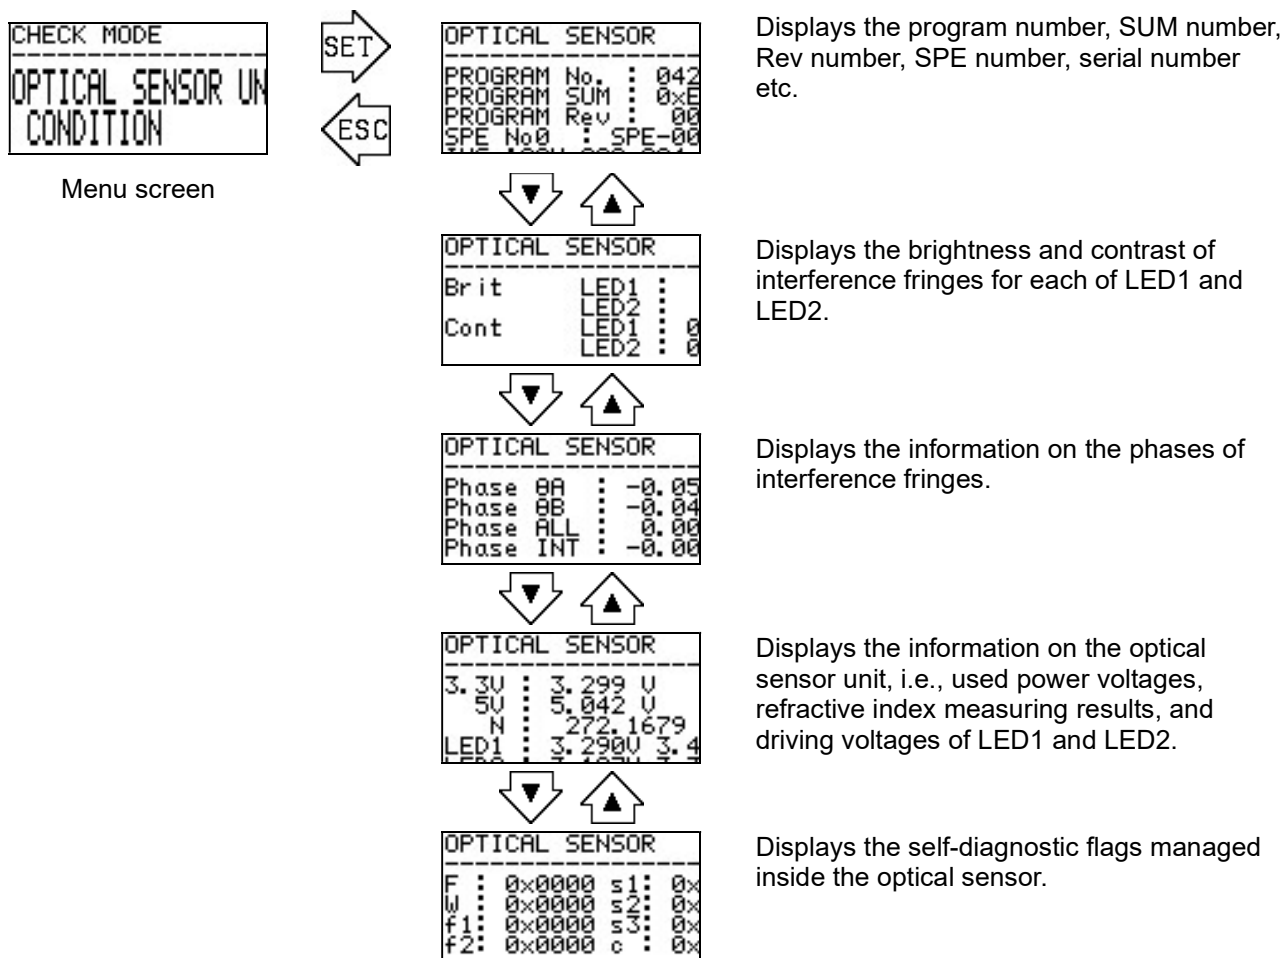 CHECK MODE
OPTICAL SENSOR UN
CONDITION
Menu screen
SET
ESC
OPTICAL SENSOR
PROGRAM No. : 042
PROGRAM SUM : 0xE
PROGRAM Rev : 00
SPE No0 : SPE-00
Displays the program number, SUM number,
Rev number, SPE number, serial number
etc.
▼ ▲
OPTICAL SENSOR
Brit LED1 :
LED2 :
Cont LED1 : 0
LED2 : 0
Displays the brightness and contrast of
interference fringes for each of LED1 and
LED2.
▼ ▲
OPTICAL SENSOR
Phase θA : -0.05
Phase θB : -0.04
Phase ALL : 0.00
Phase INT : -0.00
Displays the information on the phases of
interference fringes.
▼ ▲
OPTICAL SENSOR
3.3V : 3.299 V
5V : 5.042 V
N : 272.1679
LED1 : 3.290V 3.4
Displays the information on the optical
sensor unit, i.e., used power voltages,
refractive index measuring results, and
driving voltages of LED1 and LED2.
▼ ▲
OPTICAL SENSOR
F : 0x0000 s1: 0x
W : 0x0000 s2: 0x
f1: 0x0000 s3: 0x
f2: 0x0000 c : 0x
Displays the self-diagnostic flags managed
inside the optical sensor.